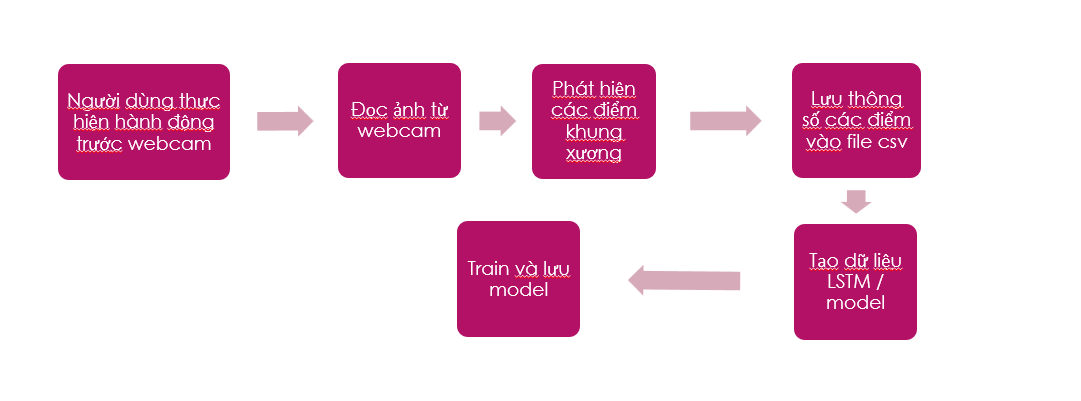 Người dùng thực
hiện hành động
trước webcam
Đọc ảnh từ
webcam
Phát hiện
các điểm
khung
xương
Lưu thông
số các điểm
vào file csv
Tạo dữ liệu
LSTM /
model
Train và lưu
model